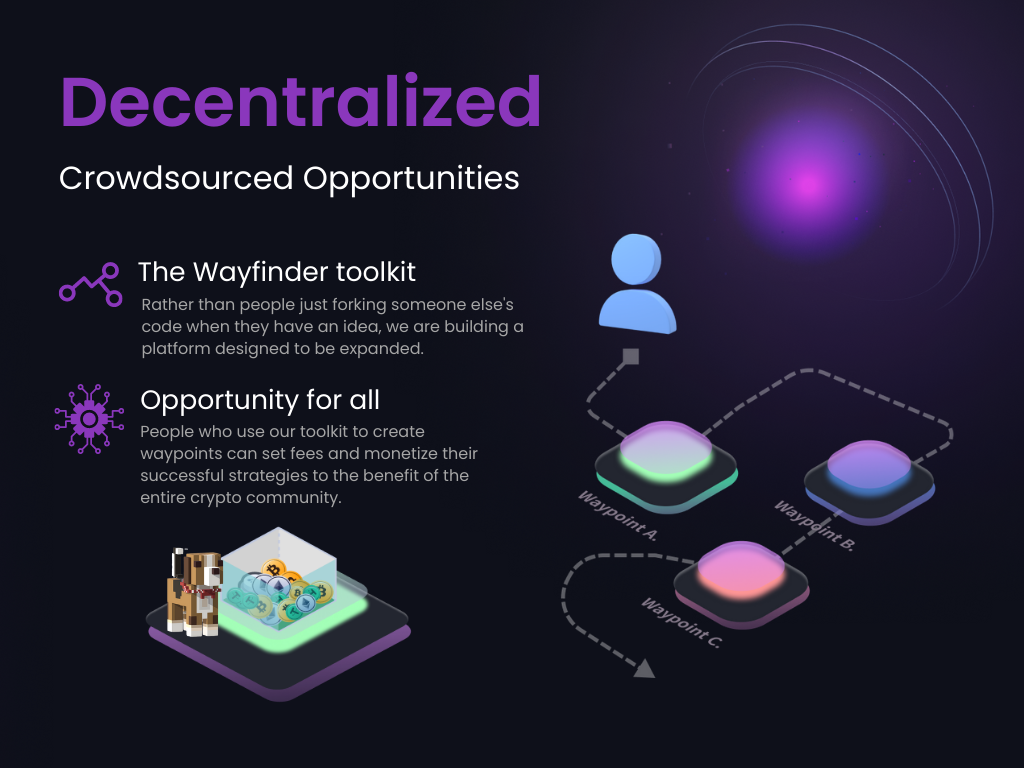 Decentralized
Crowdsourced Opportunities
The Wayfinder toolkit
Rather than people just forking someone else's
code when they have an idea, we are building a
platform designed to be expanded.
Opportunity for all
People who use our toolkit to create
waypoints can set fees and monetize their
successful strategies to the benefit of the
entire crypto community.
Waypoint A.
Waypoint B.
Waypoint C.